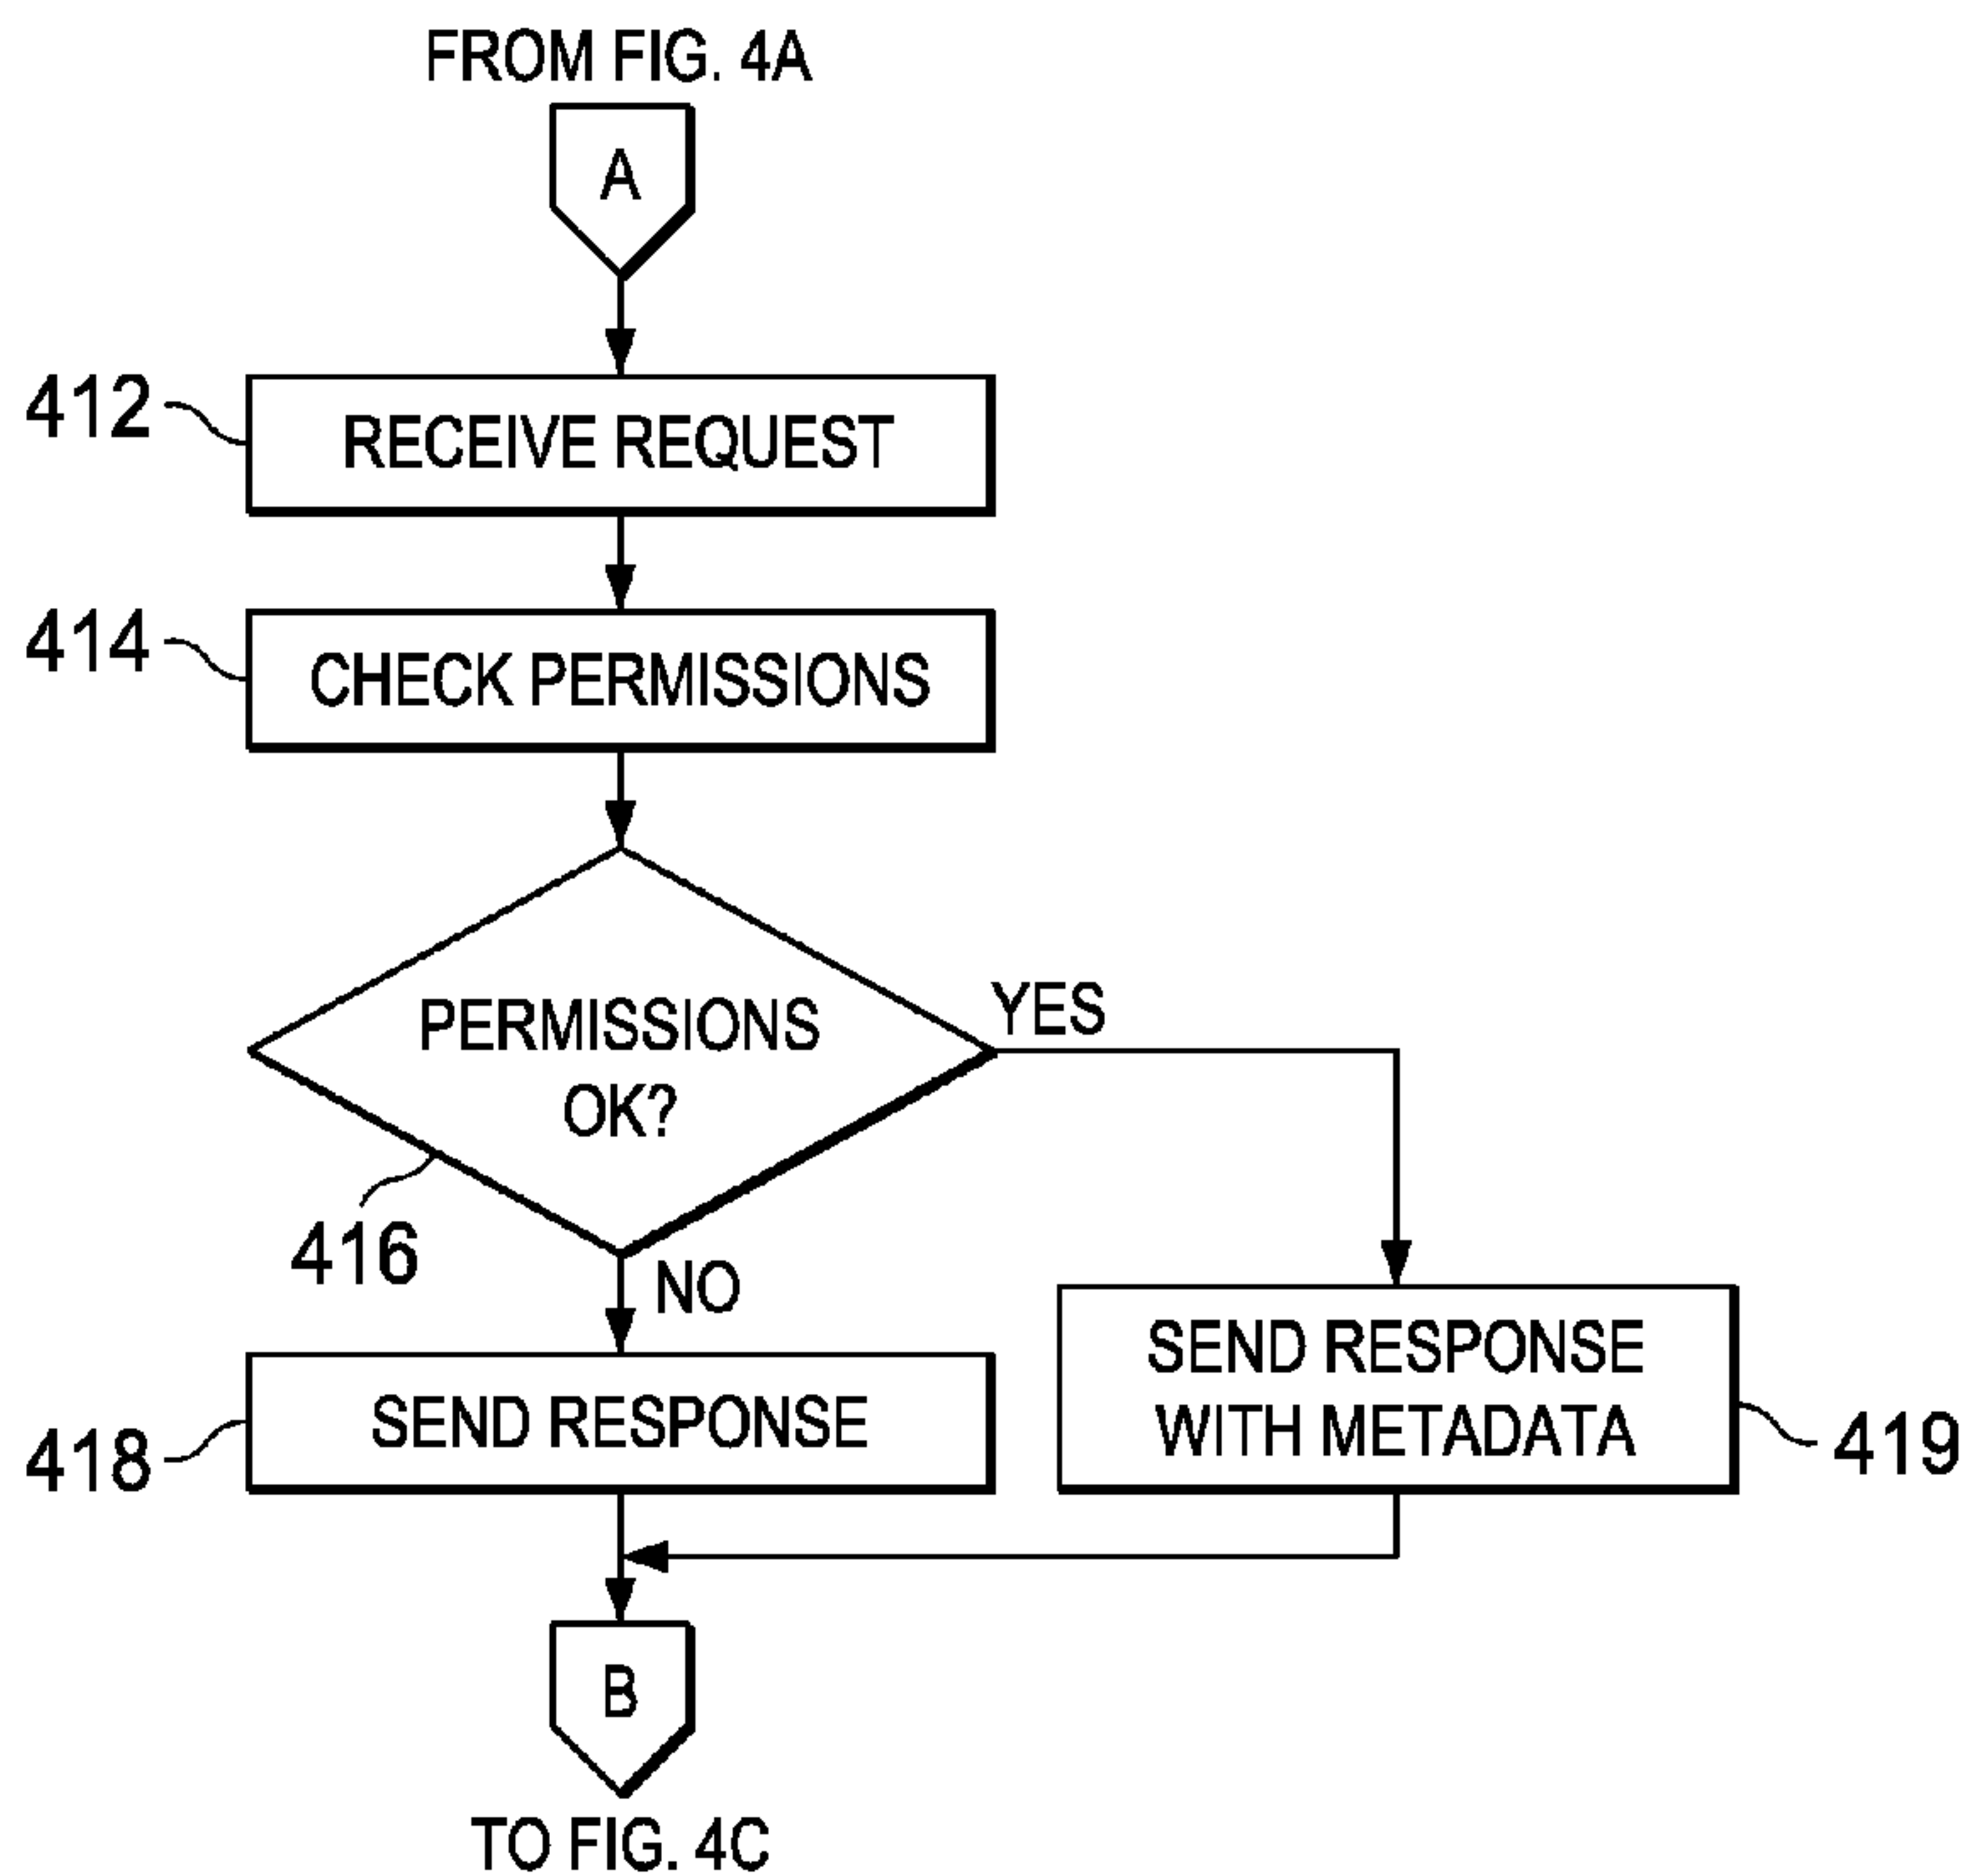 FROM FIG. 4A
A
412
RECEIVE REQUEST
414
CHECK PERMISSIONS
PERMISSIONS
OK?
YES
416
NO
418
SEND RESPONSE
SEND RESPONSE
WITH METADATA
419
B
TO FIG. 4C